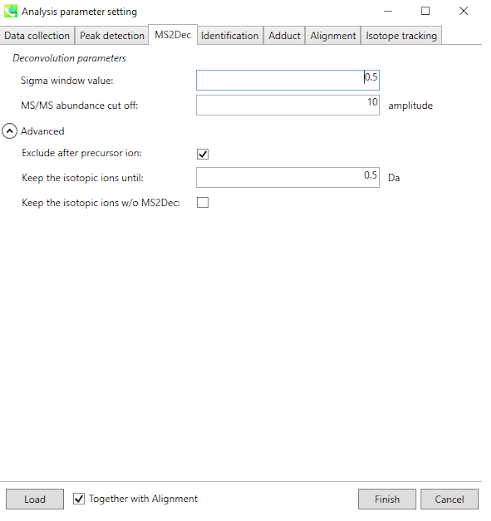 Analysis parameter setting
Data collection Peak detection MS2Dec Identification Adduct Alignment Isotope tracking
Deconvolution parameters
Sigma window value: 0.5
MS/MS abundance cut off: 10 amplitude
Advanced
Exclude after precursor ion:
Keep the isotopic ions until: 0.5 Da
Keep the isotopic ions w/o MS2Dec:
Load Together with Alignment Finish Cancel